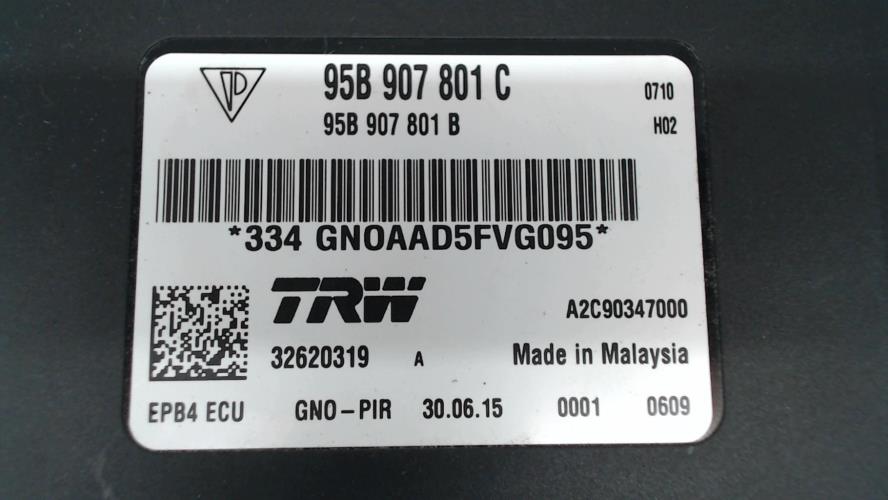 95B 907 801 C 0710
95B 907 801 B H02
*334 GNOAAD5FVG095*
TRW A2C90347000
32620319 A Made in Malaysia
EPB4 ECU GNO-PIR 30.06.15 0001 0609